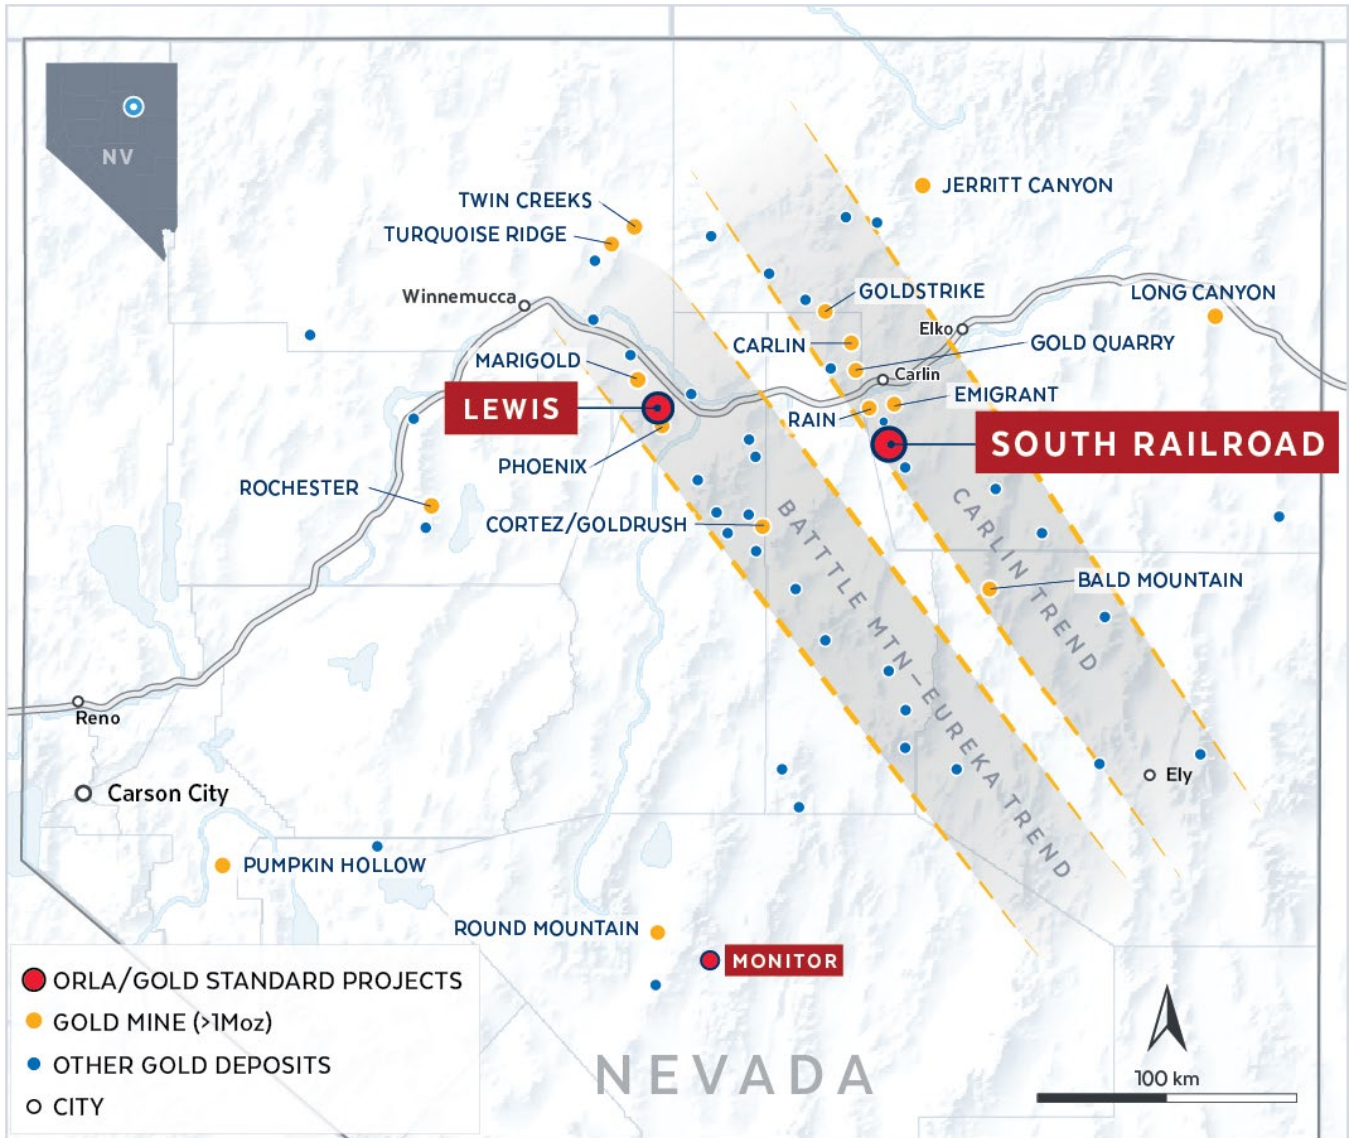 NV
JERRITT CANYON
TWIN CREEKS
TURQUOISE RIDGE
GOLDSTRIKE
LONG CANYON
Winnemucca
Elko
CARLIN
GOLD QUARRY
MARIGOLD
Carlin
EMIGRANT
LEWIS
RAIN
SOUTH RAILROAD
PHOENIX
ROCHESTER
CORTEZ/GOLDRUSH
BATTTLE MTN-EUREKA TREND
CARLIN TREND
BALD MOUNTAIN
Reno
Ely
Carson City
PUMPKIN HOLLOW
ROUND MOUNTAIN
MONITOR
ORLA/GOLD STANDARD PROJECTS
GOLD MINE (>1Moz)
OTHER GOLD DEPOSITS
CITY
NEVADA
100 km